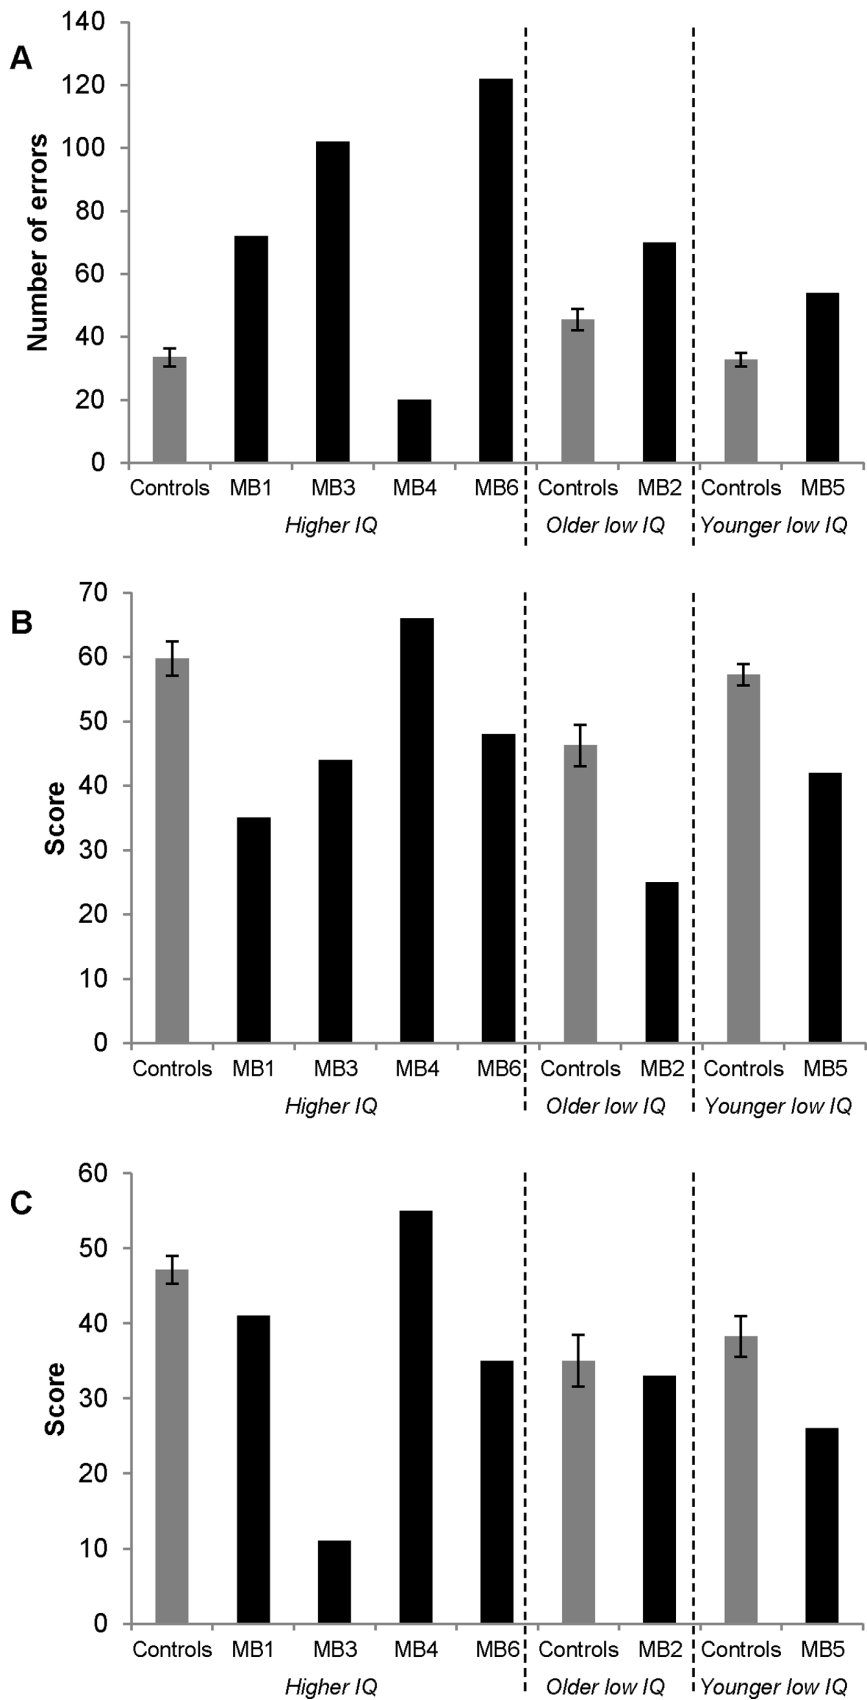 A
Number of errors
140
120
100
80
60
40
20
0
Controls MB1 MB3 MB4 MB6 Controls MB2 Controls MB5
Higher IQ Older low IQ Younger low IQ
B
Score
70
60
50
40
30
20
10
0
Controls MB1 MB3 MB4 MB6 Controls MB2 Controls MB5
Higher IQ Older low IQ Younger low IQ
C
Score
60
50
40
30
20
10
0
Controls MB1 MB3 MB4 MB6 Controls MB2 Controls MB5
Higher IQ Older low IQ Younger low IQ